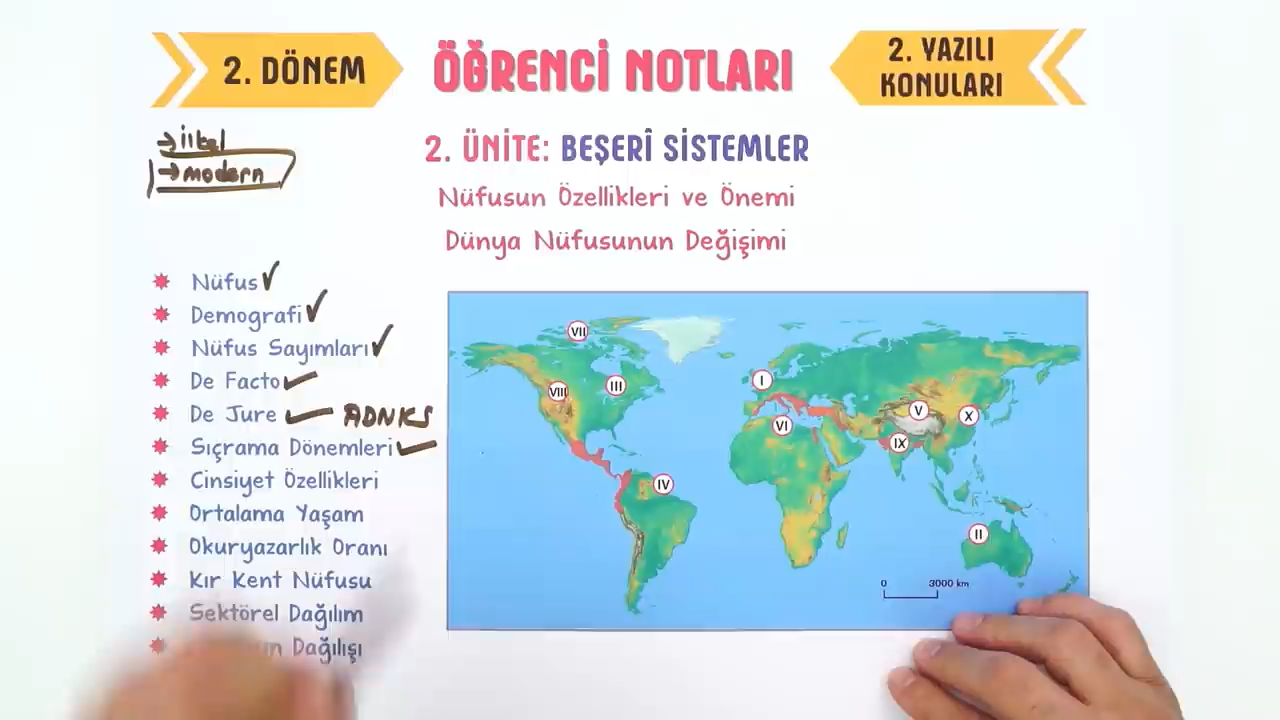 2. DÖNEM
ÖĞRENCİ NOTLARI
2. YAZILI
KONULARI
→ilkel
→modern
2. ÜNİTE: BEŞERÎ SİSTEMLER
Nüfusun Özellikleri ve Önemi
Dünya Nüfusunun Değişimi
Nüfus
Demografi
Nüfus Sayımları
De Facto
De Jure ADNKS
Sıçrama Dönemleri
Cinsiyet Özellikleri
Ortalama Yaşam
Okuryazarlık Oranı
Kır Kent Nüfusu
Sektörel Dağılım
Dağılışı
VII
VIII
III
I
V
X
VI
IX
IV
II
0 3000 km